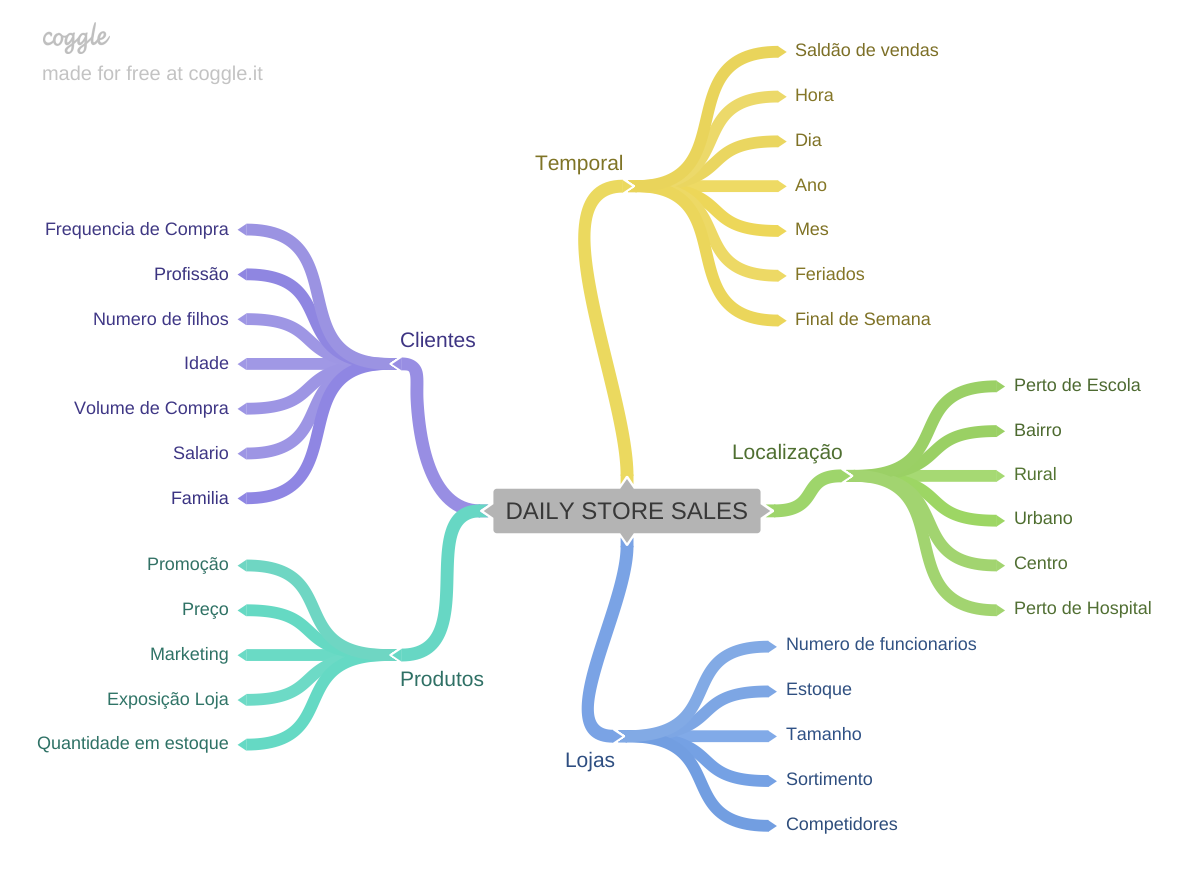 coggle
made for free at coggle.it
DAILY STORE SALES
Temporal
Saldão de vendas
Hora
Dia
Ano
Mes
Feriados
Final de Semana
Localização
Perto de Escola
Bairro
Rural
Urbano
Centro
Perto de Hospital
Lojas
Numero de funcionarios
Estoque
Tamanho
Sortimento
Competidores
Clientes
Frequencia de Compra
Profissão
Numero de filhos
Idade
Volume de Compra
Salario
Familia
Produtos
Promoção
Preço
Marketing
Exposição Loja
Quantidade em estoque